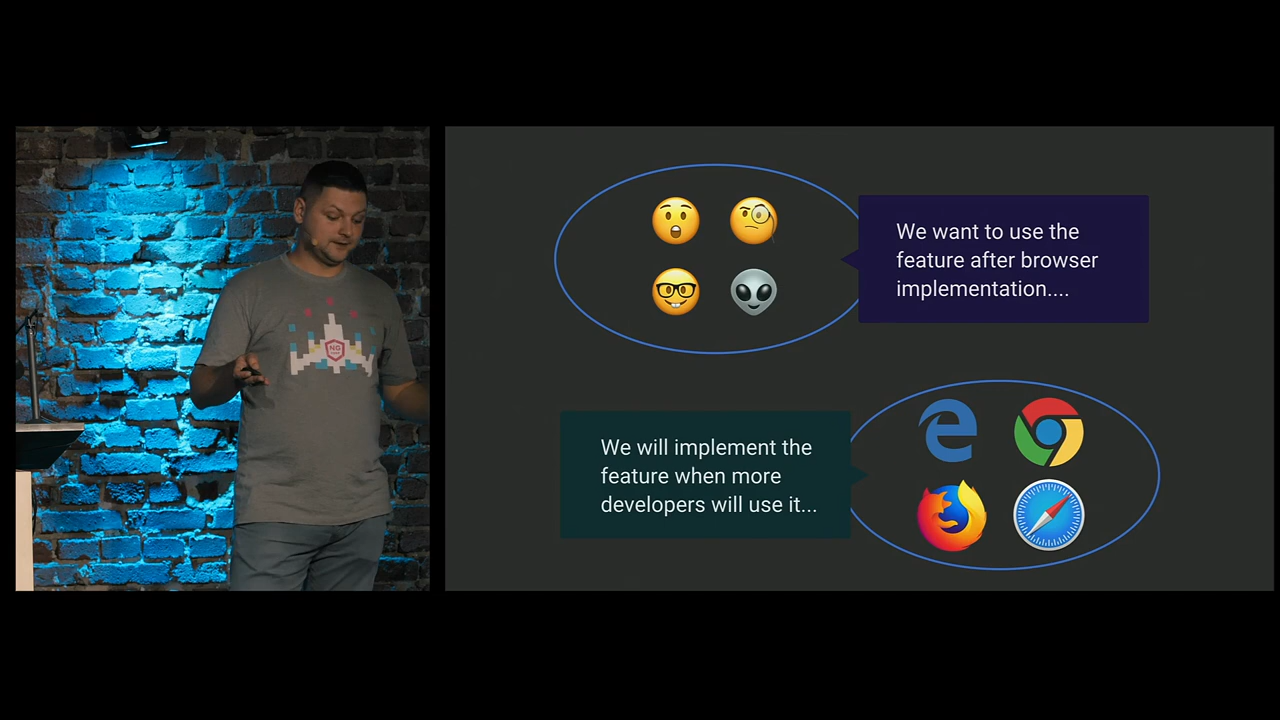 We want to use the
feature after browser
implementation....
We will implement the
feature when more
developers will use it...
NG